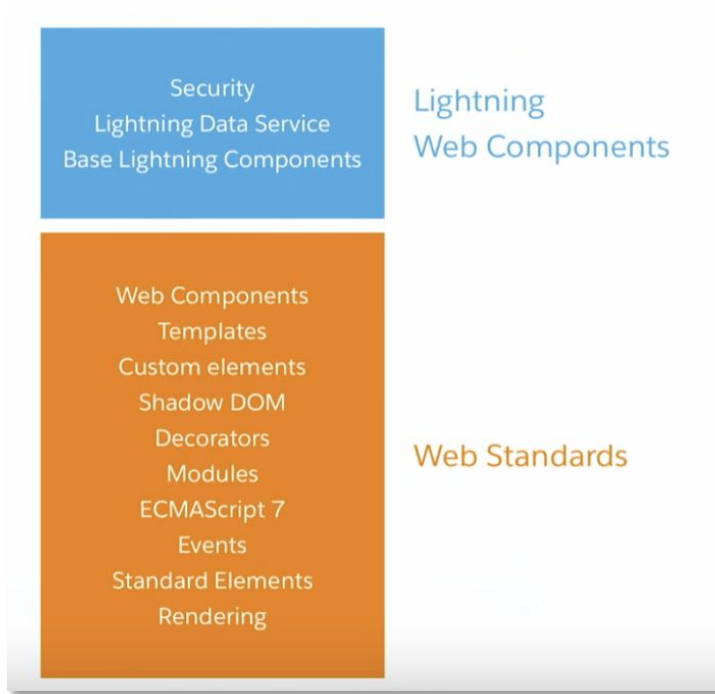 Security
Lightning Data Service
Base Lightning Components
Lightning
Web Components
Web Components
Templates
Custom elements
Shadow DOM
Decorators
Modules
ECMAScript 7
Events
Standard Elements
Rendering
Web Standards